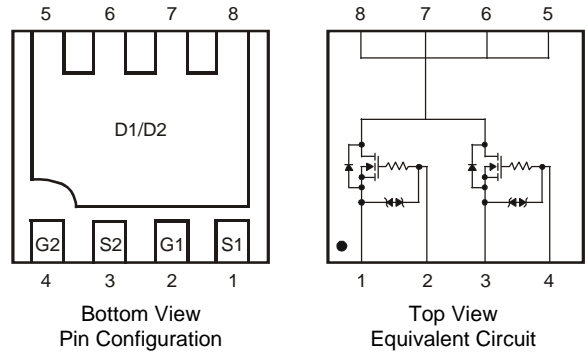 5 6 7 8
D1/D2
G2 S2 G1 S1
4 3 2 1
Bottom View
Pin Configuration
8 7 6 5
1 2 3 4
Top View
Equivalent Circuit